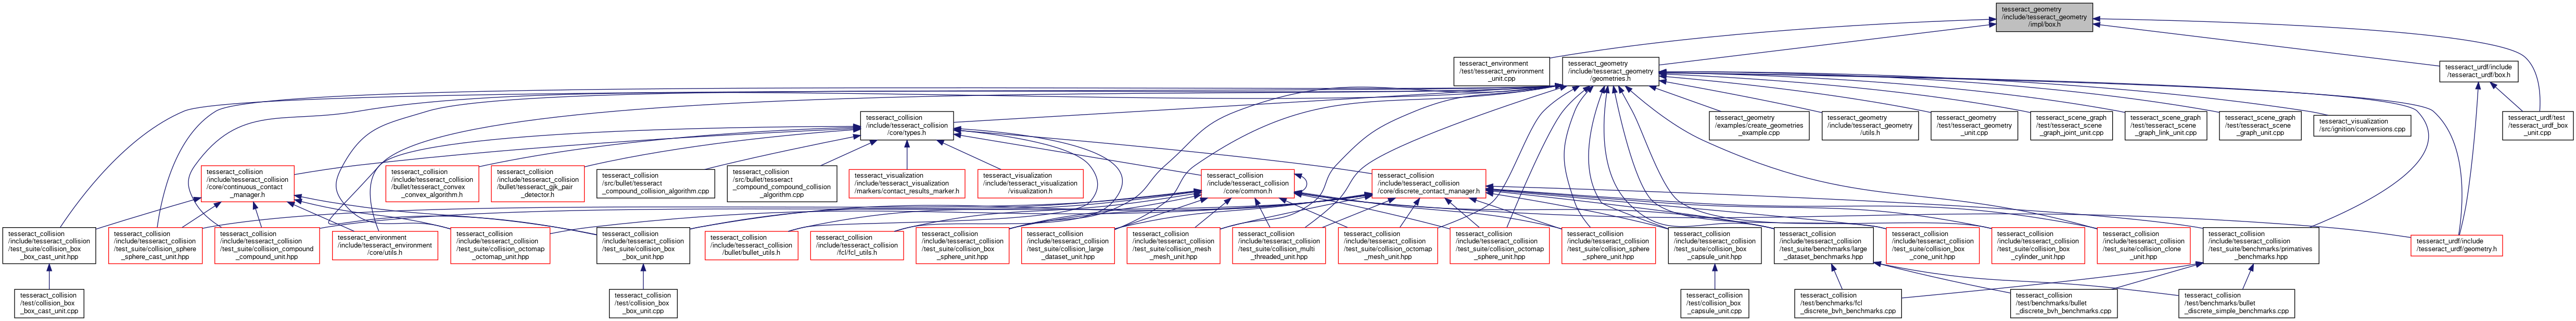 tesseract_geometry
/include/tesseract_geometry
/impl/box.h
tesseract_environment
/test/tesseract_environment
_unit.cpp
tesseract_geometry
/include/tesseract_geometry
/geometries.h
tesseract_urdf/include
/tesseract_urdf/box.h
tesseract_collision
/include/tesseract_collision
/core/types.h
tesseract_geometry
/examples/create_geometries
_example.cpp
tesseract_geometry
/include/tesseract_geometry
/utils.h
tesseract_geometry
/test/tesseract_geometry
_unit.cpp
tesseract_scene_graph
/test/tesseract_scene
_graph_joint_unit.cpp
tesseract_scene_graph
/test/tesseract_scene
_graph_link_unit.cpp
tesseract_scene_graph
/test/tesseract_scene
_graph_unit.cpp
tesseract_visualization
/src/ignition/conversions.cpp
tesseract_urdf/test
/tesseract_urdf_box
_unit.cpp
tesseract_collision
/include/tesseract_collision
/core/continuous_contact
_manager.h
tesseract_collision
/include/tesseract_collision
/bullet/tesseract_convex
_convex_algorithm.h
tesseract_collision
/include/tesseract_collision
/bullet/tesseract_gjk_pair
_detector.h
tesseract_collision
/src/bullet/tesseract
_compound_collision_algorithm.cpp
tesseract_collision
/src/bullet/tesseract
_compound_compound_collision
_algorithm.cpp
tesseract_visualization
/include/tesseract_visualization
/markers/contact_results_marker.h
tesseract_visualization
/include/tesseract_visualization
/visualization.h
tesseract_collision
/include/tesseract_collision
/core/common.h
tesseract_collision
/include/tesseract_collision
/core/discrete_contact_manager.h
tesseract_collision
/include/tesseract_collision
/test_suite/collision_box
_box_cast_unit.hpp
tesseract_collision
/include/tesseract_collision
/test_suite/collision_sphere
_sphere_cast_unit.hpp
tesseract_collision
/include/tesseract_collision
/test_suite/collision_compound
_compound_unit.hpp
tesseract_environment
/include/tesseract_environment
/core/utils.h
tesseract_collision
/include/tesseract_collision
/test_suite/collision_octomap
_octomap_unit.hpp
tesseract_collision
/include/tesseract_collision
/test_suite/collision_box
_box_unit.hpp
tesseract_collision
/include/tesseract_collision
/bullet/bullet_utils.h
tesseract_collision
/include/tesseract_collision
/fcl/fcl_utils.h
tesseract_collision
/include/tesseract_collision
/test_suite/collision_box
_sphere_unit.hpp
tesseract_collision
/include/tesseract_collision
/test_suite/collision_large
_dataset_unit.hpp
tesseract_collision
/include/tesseract_collision
/test_suite/collision_mesh
_mesh_unit.hpp
tesseract_collision
/include/tesseract_collision
/test_suite/collision_multi
_threaded_unit.hpp
tesseract_collision
/include/tesseract_collision
/test_suite/collision_octomap
_mesh_unit.hpp
tesseract_collision
/include/tesseract_collision
/test_suite/collision_octomap
_sphere_unit.hpp
tesseract_collision
/include/tesseract_collision
/test_suite/collision_sphere
_sphere_unit.hpp
tesseract_collision
/include/tesseract_collision
/test_suite/collision_box
_capsule_unit.hpp
tesseract_collision
/include/tesseract_collision
/test_suite/benchmarks/large
_dataset_benchmarks.hpp
tesseract_collision
/include/tesseract_collision
/test_suite/collision_box
_cone_unit.hpp
tesseract_collision
/include/tesseract_collision
/test_suite/collision_box
_cylinder_unit.hpp
tesseract_collision
/include/tesseract_collision
/test_suite/collision_clone
_unit.hpp
tesseract_collision
/include/tesseract_collision
/test_suite/benchmarks/primatives
_benchmarks.hpp
tesseract_urdf/include
/tesseract_urdf/geometry.h
tesseract_collision
/test/collision_box
_box_cast_unit.cpp
tesseract_collision
/test/collision_box
_box_unit.cpp
tesseract_collision
/test/collision_box
_capsule_unit.cpp
tesseract_collision
/test/benchmarks/fcl
_discrete_bvh_benchmarks.cpp
tesseract_collision
/test/benchmarks/bullet
_discrete_bvh_benchmarks.cpp
tesseract_collision
/test/benchmarks/bullet
_discrete_simple_benchmarks.cpp